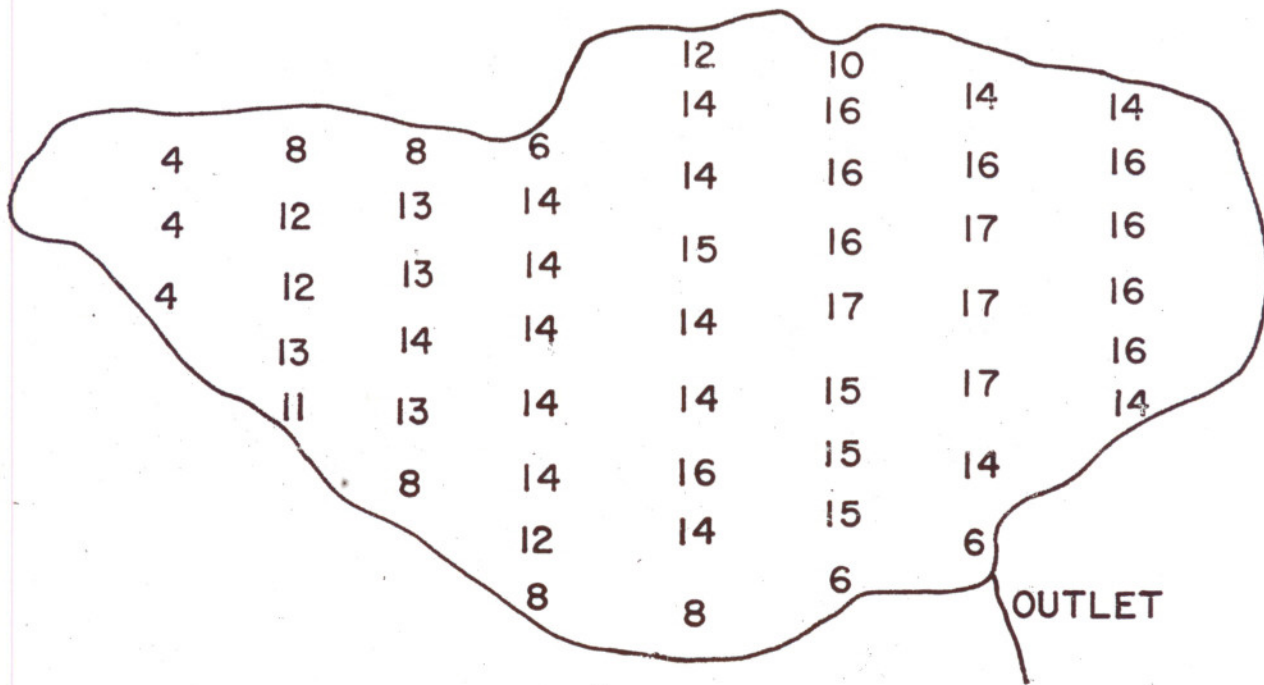 12 10
14 16 14 14
4 8 8 6 14 16 16 16
4 12 13 14 15 16 17 16
4 12 13 14 17 17 16
13 14 14 14 16
11 13 14 14 15 17 14
8 14 16 15 14
12 14 15 6
8 8 6 OUTLET